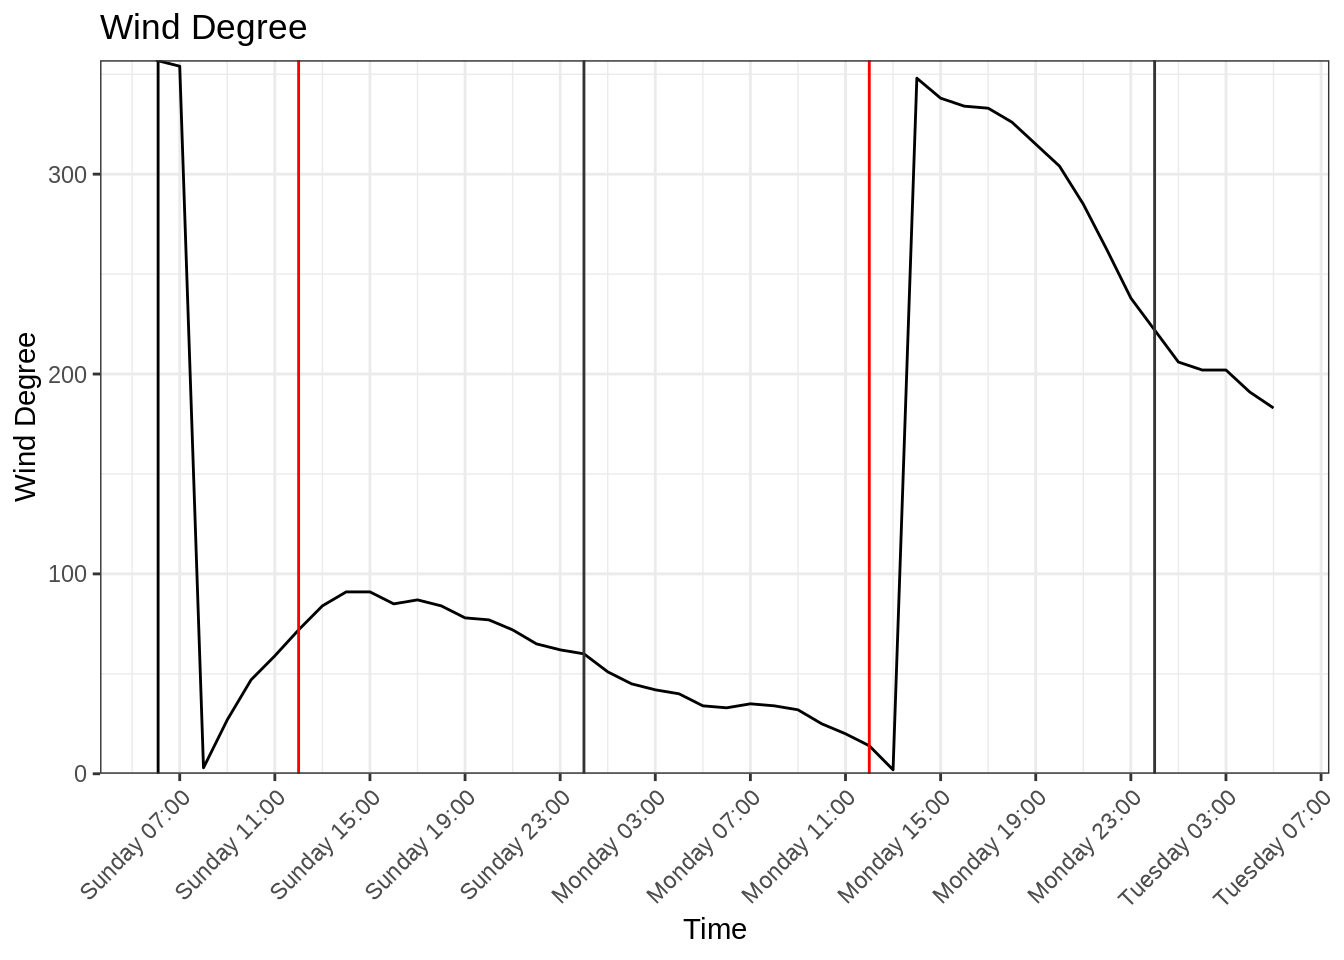 Wind Degree
Wind Degree
300
200
100
0
Sunday 07:00
Sunday 11:00
Sunday 15:00
Sunday 19:00
Sunday 23:00
Monday 03:00
Monday 07:00
Monday 11:00
Monday 15:00
Monday 19:00
Monday 23:00
Tuesday 03:00
Tuesday 07:00
Time